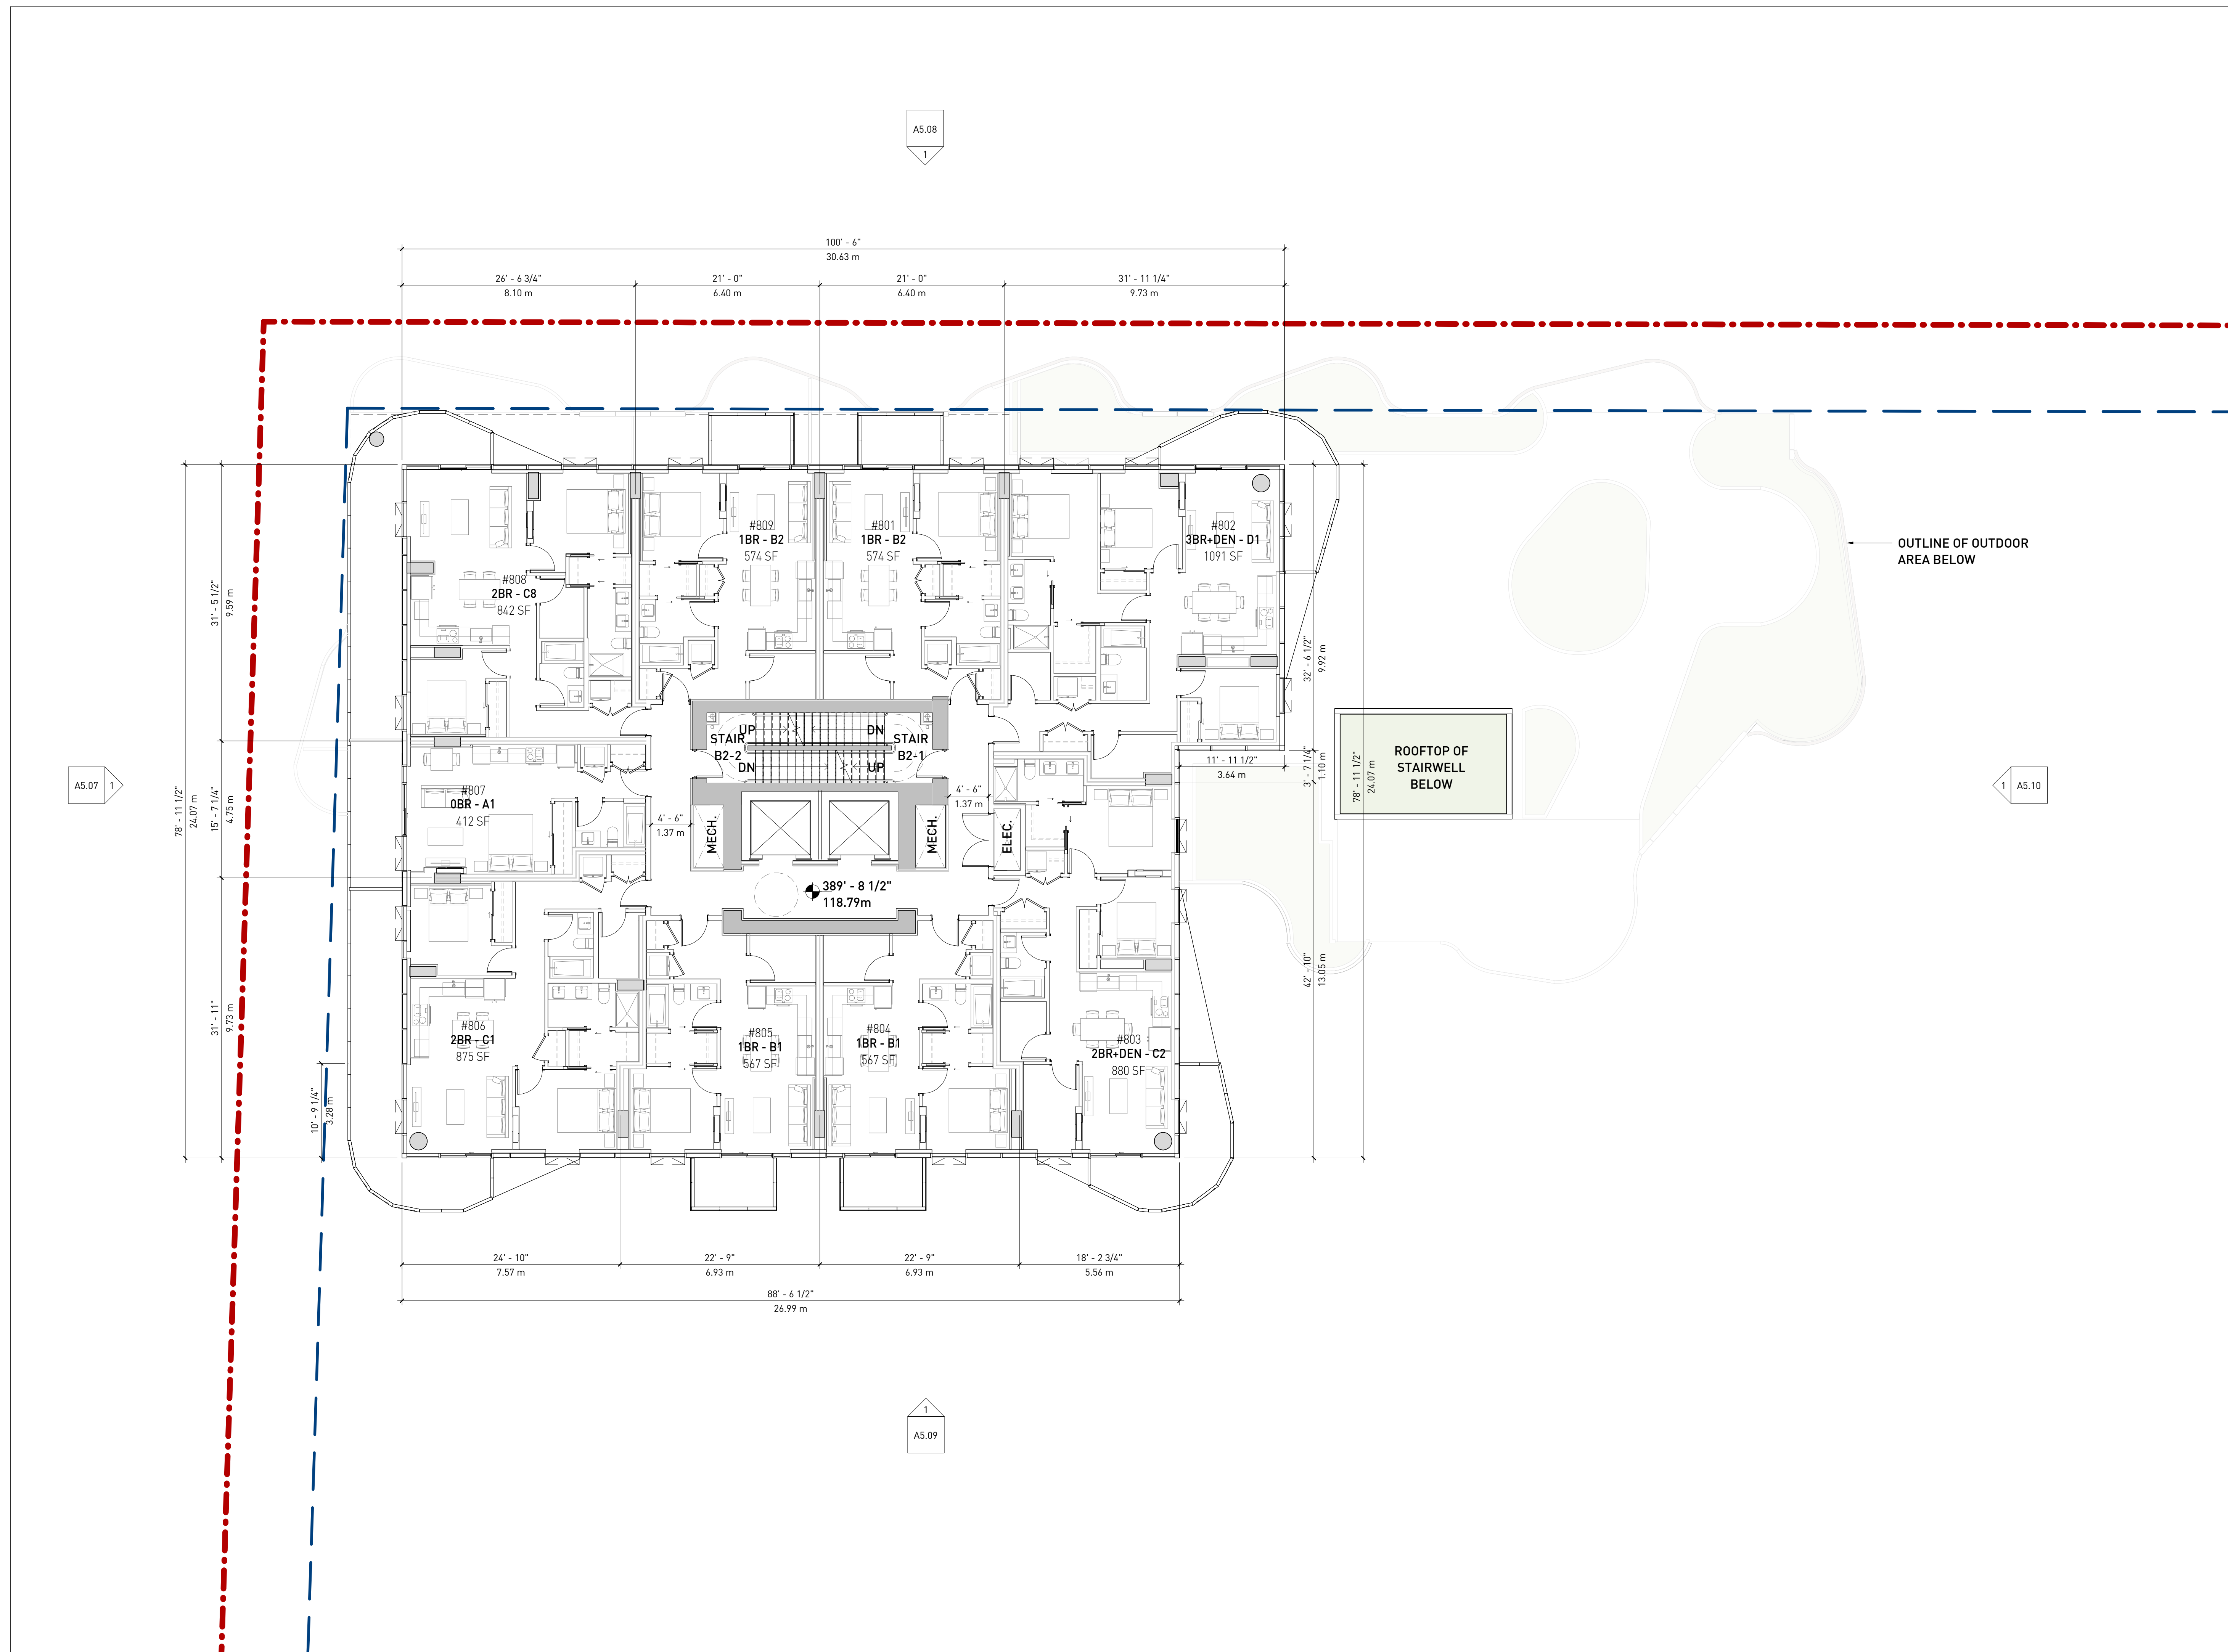 A5.08
1
100' - 6"
30.63 m
26' - 6 3/4"
8.10 m
21' - 0"
6.40 m
21' - 0"
6.40 m
31' - 11 1/4"
9.73 m
#809
1BR - B2
574 SF
#801
1BR - B2
574 SF
#802
3BR+DEN - D1
1091 SF
OUTLINE OF OUTDOOR
AREA BELOW
#808
2BR - C8
842 SF
31' - 5 1/2"
9.59 m
32' - 6 1/2"
9.92 m
UP
DN
STAIR
B2-2
STAIR
B2-1
DN
UP
ROOFTOP OF
STAIRWELL
BELOW
11' - 11 1/2"
3.64 m
3' - 7 1/4"
1.10 m
78' - 11 1/2"
24.07 m
A5.07
1
1
A5.10
78' - 11 1/2"
24.07 m
15' - 7 1/4"
4.75 m
#807
0BR - A1
412 SF
4' - 6"
1.37 m
4' - 6"
1.37 m
MECH.
MECH.
ELEC.
389' - 8 1/2"
118.79m
42' - 10"
13.05 m
31' - 11"
9.73 m
#806
2BR - C1
875 SF
#805
1BR - B1
567 SF
#804
1BR - B1
567 SF
#803
2BR+DEN - C2
880 SF
10' - 9 1/4"
3.28 m
24' - 10"
7.57 m
22' - 9"
6.93 m
22' - 9"
6.93 m
18' - 2 3/4"
5.56 m
88' - 6 1/2"
26.99 m
1
A5.09